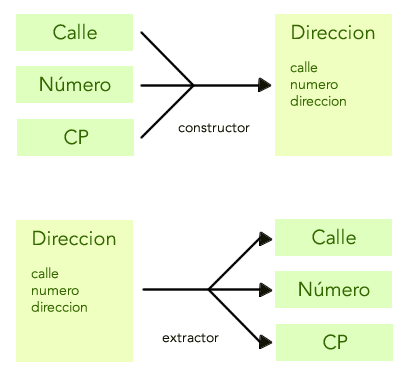 Calle
Número
CP
constructor
Direccion
calle
numero
direccion
Direccion
calle
numero
direccion
extractor
Calle
Número
CP